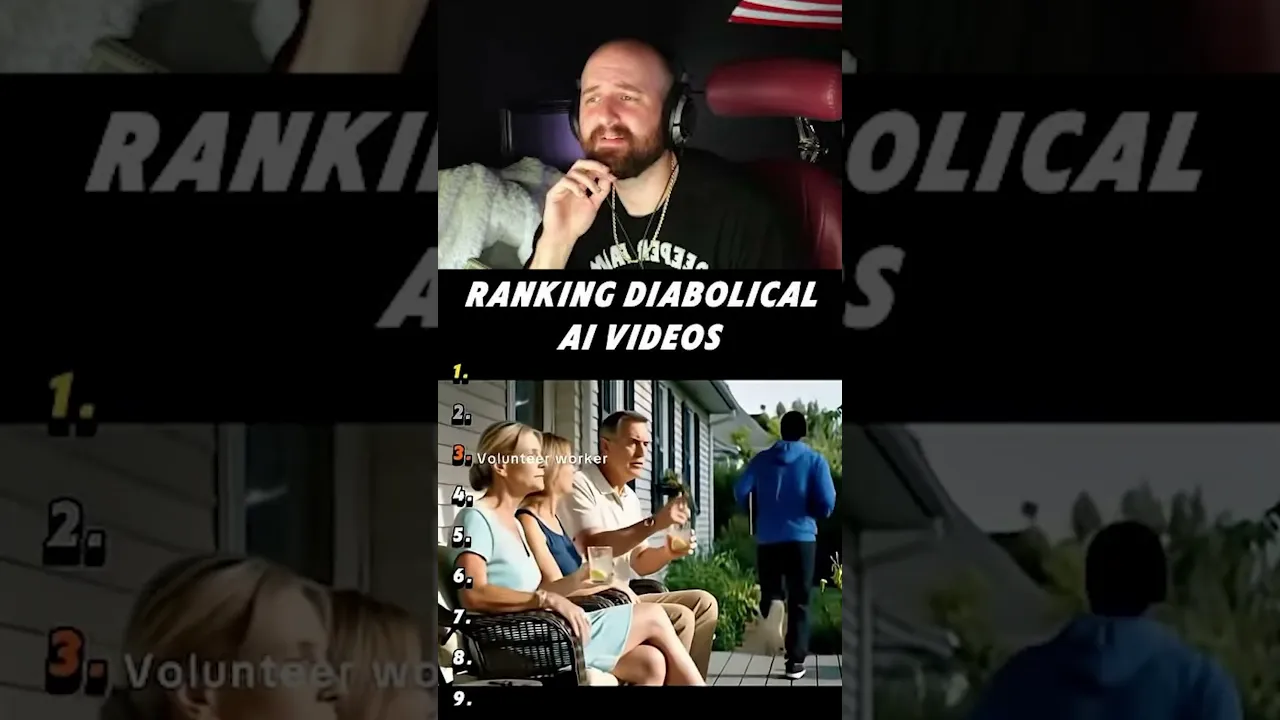 RANKING DIABOLICAL
AI VIDEOS
1.
2.
3. Volunteer worker
4.
5.
6.
7.
8.
9.